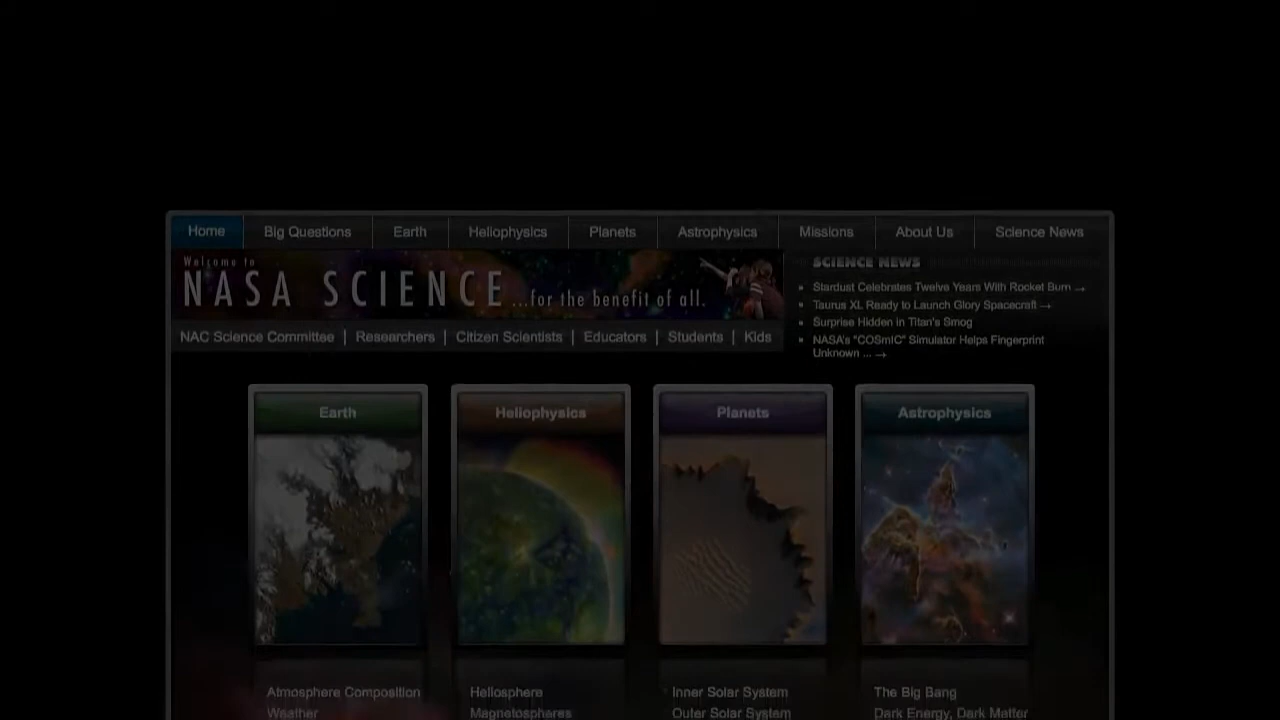 Home Big Questions Earth Heliophysics Planets Astrophysics Missions About Us Science News
Welcome to
NASA SCIENCE ...for the benefit of all.
NAC Science Committee | Researchers | Citizen Scientists | Educators | Students | Kids
SCIENCE NEWS
Stardust Celebrates Twelve Years With Rocket Burn →
Taurus XL Ready to Launch Glory Spacecraft →
Surprise Hidden in Titan's Smog
NASA's "COSmIC" Simulator Helps Fingerprint
Unknown ... →
Earth Heliophysics Planets Astrophysics
Atmosphere Composition Heliosphere Inner Solar System The Big Bang
Weather Magnetospheres Outer Solar System Dark Energy, Dark Matter